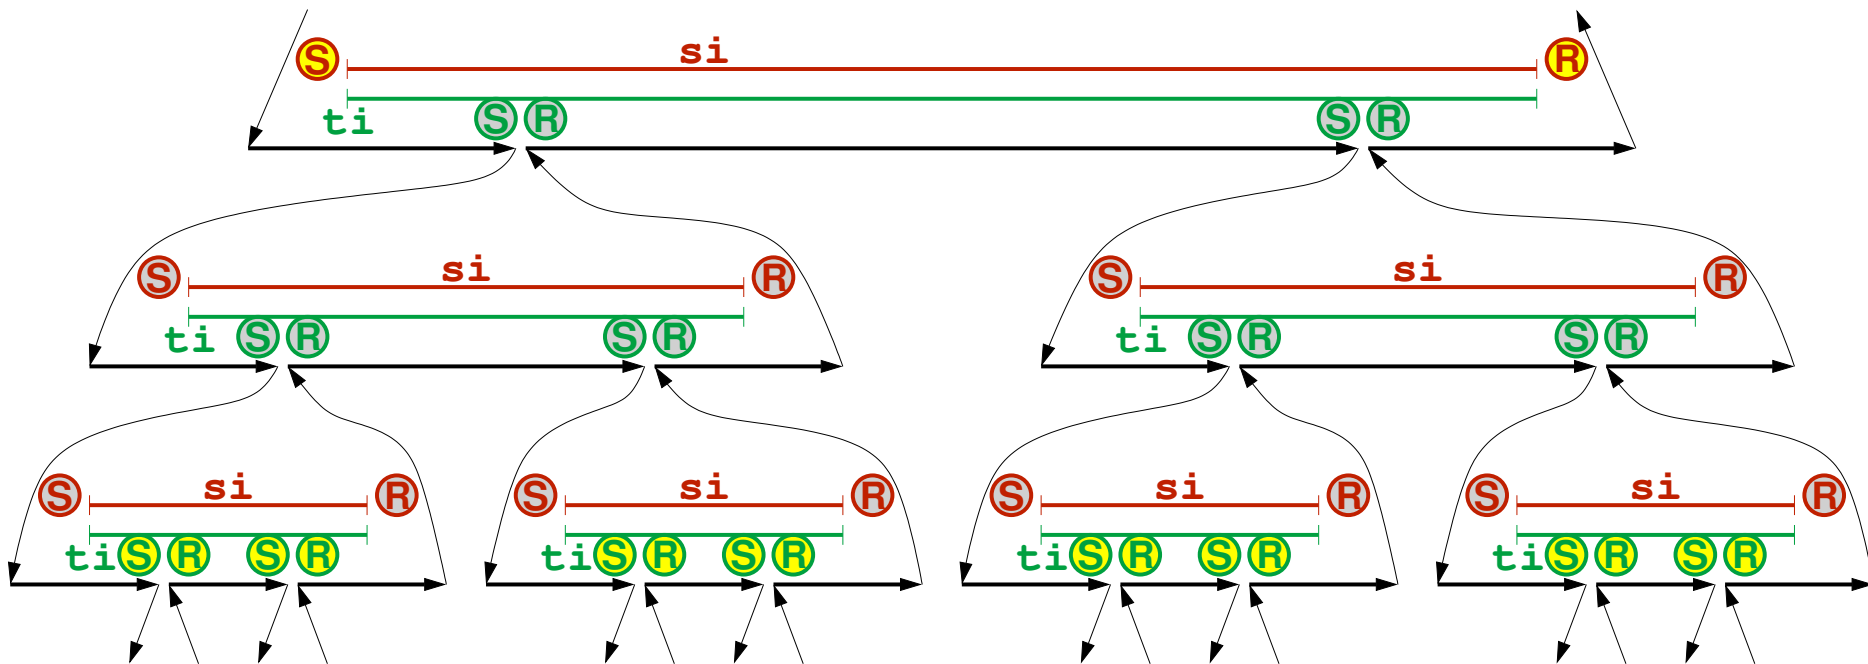 S si R
ti S R S R
S si R S si R
ti S R S R ti S R S R
S si R S si R S si R S si R
ti S R S R ti S R S R ti S R S R ti S R S R